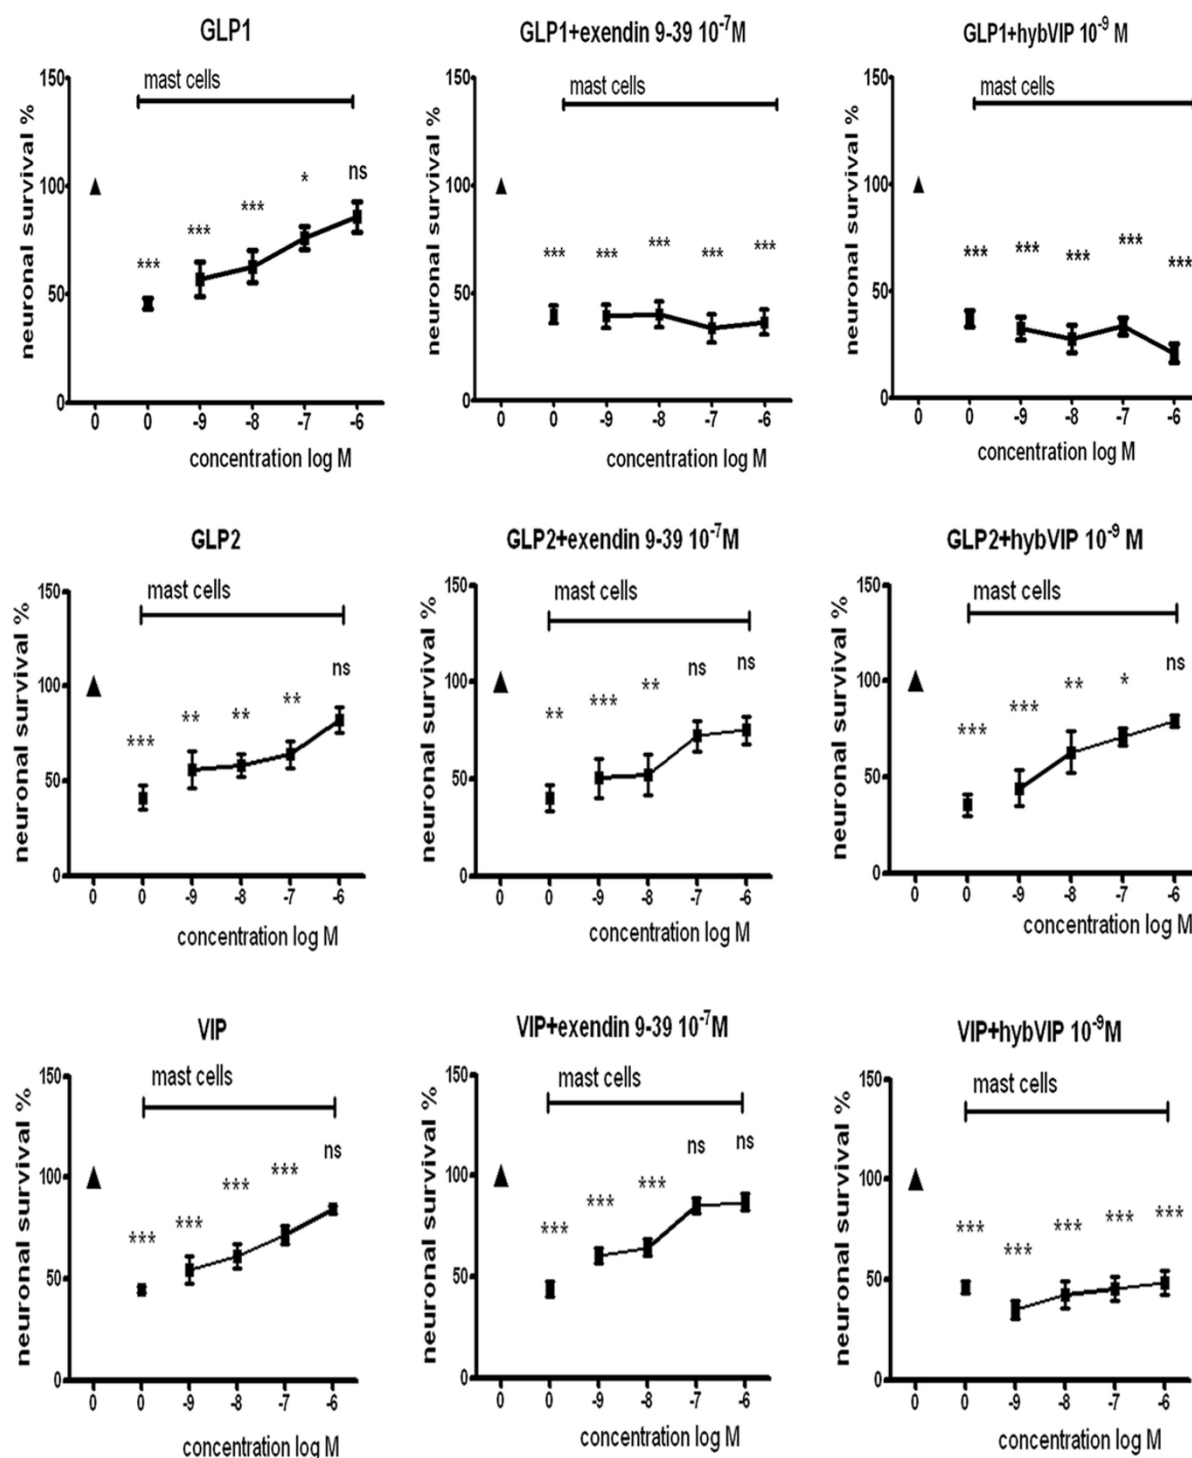 GLP1
mast cells
neuronal survival %
150
100
50
0
*** *** *** * ns
0 0 -9 -8 -7 -6
concentration log M
GLP1+exendin 9-39 10⁻⁷M
mast cells
neuronal survival %
150
100
50
0
*** *** *** *** ***
0 0 -9 -8 -7 -6
concentration log M
GLP1+hybVIP 10⁻⁹ M
mast cells
neuronal survival %
150
100
50
0
*** *** *** *** ***
0 0 -9 -8 -7 -6
concentration log M
GLP2
mast cells
neuronal survival %
150
100
50
0
*** ** ** ** ns
0 0 -9 -8 -7 -6
concentration log M
GLP2+exendin 9-39 10⁻⁷M
mast cells
neuronal survival %
150
100
50
0
** *** ** ns ns
0 0 -9 -8 -7 -6
concentration log M
GLP2+hybVIP 10⁻⁹ M
mast cells
neuronal survival %
150
100
50
0
*** *** ** * ns
0 0 -9 -8 -7 -6
concentration log M
VIP
mast cells
neuronal survival %
150
100
50
0
*** *** *** *** ns
0 0 -9 -8 -7 -6
concentration log M
VIP+exendin 9-39 10⁻⁷M
mast cells
neuronal survival %
150
100
50
0
*** *** *** ns ns
0 0 -9 -8 -7 -6
concentration log M
VIP+hybVIP 10⁻⁹M
mast cells
neuronal survival %
150
100
50
0
*** *** *** *** ***
0 0 -9 -8 -7 -6
concentration log M